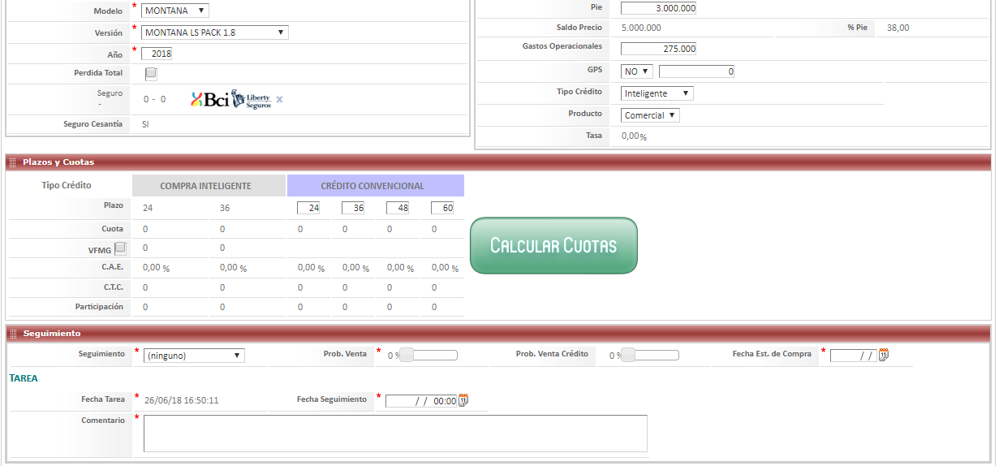 Modelo * MONTANA
Versión * MONTANA LS PACK 1.8
Año * 2018
Perdida Total
Seguro - 0 - 0 Bci Liberty Seguros x
Seguro Cesantía SI
Pie 3.000.000
Saldo Precio 5.000.000 % Pie 38,00
Gastos Operacionales 275.000
GPS NO 0
Tipo Crédito Inteligente
Producto Comercial
Tasa 0,00%
Plazos y Cuotas
Tipo Crédito COMPRA INTELIGENTE CRÉDITO CONVENCIONAL
Plazo 24 36 24 36 48 60
Cuota 0 0 0 0 0 0
VFMG 0 0
C.A.E. 0,00 % 0,00 % 0,00 % 0,00 % 0,00 % 0,00 %
C.T.C. 0 0 0 0 0 0
Participación 0 0 0 0 0 0
CALCULAR CUOTAS
Seguimiento
Seguimiento * (ninguno) Prob. Venta * 0 % Prob. Venta Crédito 0 % Fecha Est. de Compra * / / 11
TAREA
Fecha Tarea * 26/06/18 16:50:11 Fecha Seguimiento * / / 00:00 11
Comentario *